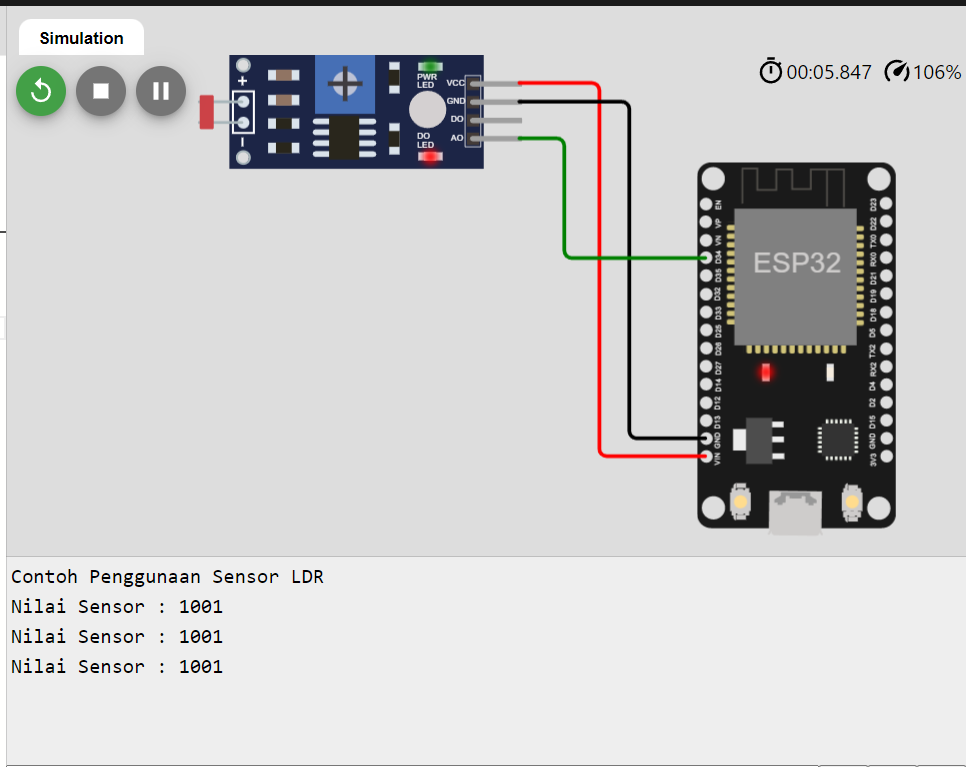 Simulation
00:05.847 106%
PWR
LED
VCC
GND
DO
AO
DO
LED
+
ESP32
EN
VP
VN
D34
D35
D32
D33
D25
D26
D27
D14
D12
D13
GND
VIN
D23
D22
TX0
RX0
D21
D19
D18
D5
TX2
RX2
D4
D2
D15
GND
3V3
Contoh Penggunaan Sensor LDR
Nilai Sensor : 1001
Nilai Sensor : 1001
Nilai Sensor : 1001